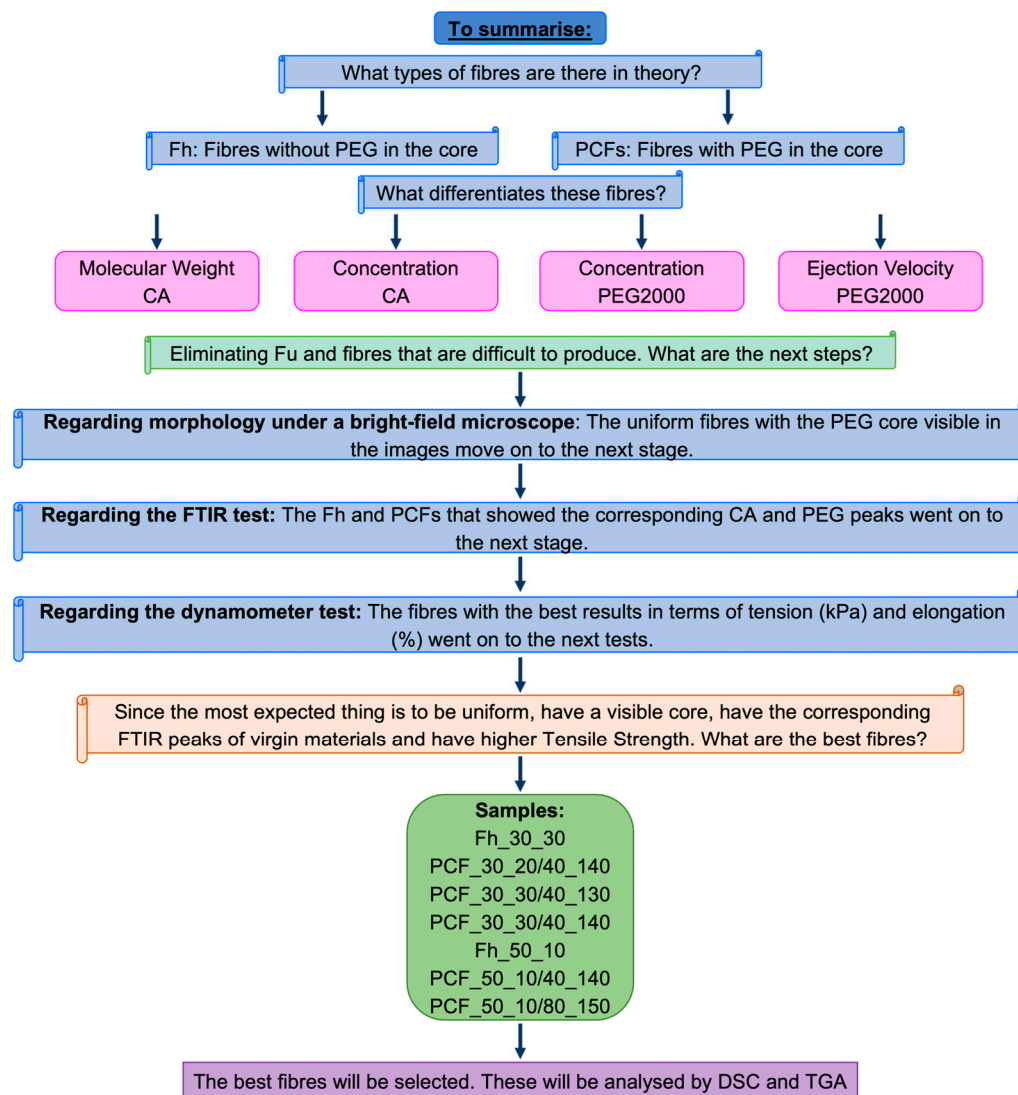 To summarise:
What types of fibres are there in theory?
Fh: Fibres without PEG in the core
PCFs: Fibres with PEG in the core
What differentiates these fibres?
Molecular Weight
CA
Concentration
CA
Concentration
PEG2000
Ejection Velocity
PEG2000
Eliminating Fu and fibres that are difficult to produce. What are the next steps?
Regarding morphology under a bright-field microscope: The uniform fibres with the PEG core visible in
the images move on to the next stage.
Regarding the FTIR test: The Fh and PCFs that showed the corresponding CA and PEG peaks went on to
the next stage.
Regarding the dynamometer test: The fibres with the best results in terms of tension (kPa) and elongation
(%) went on to the next tests.
Since the most expected thing is to be uniform, have a visible core, have the corresponding
FTIR peaks of virgin materials and have higher Tensile Strength. What are the best fibres?
Samples:
Fh_30_30
PCF_30_20/40_140
PCF_30_30/40_130
PCF_30_30/40_140
Fh_50_10
PCF_50_10/40_140
PCF_50_10/80_150
The best fibres will be selected. These will be analysed by DSC and TGA